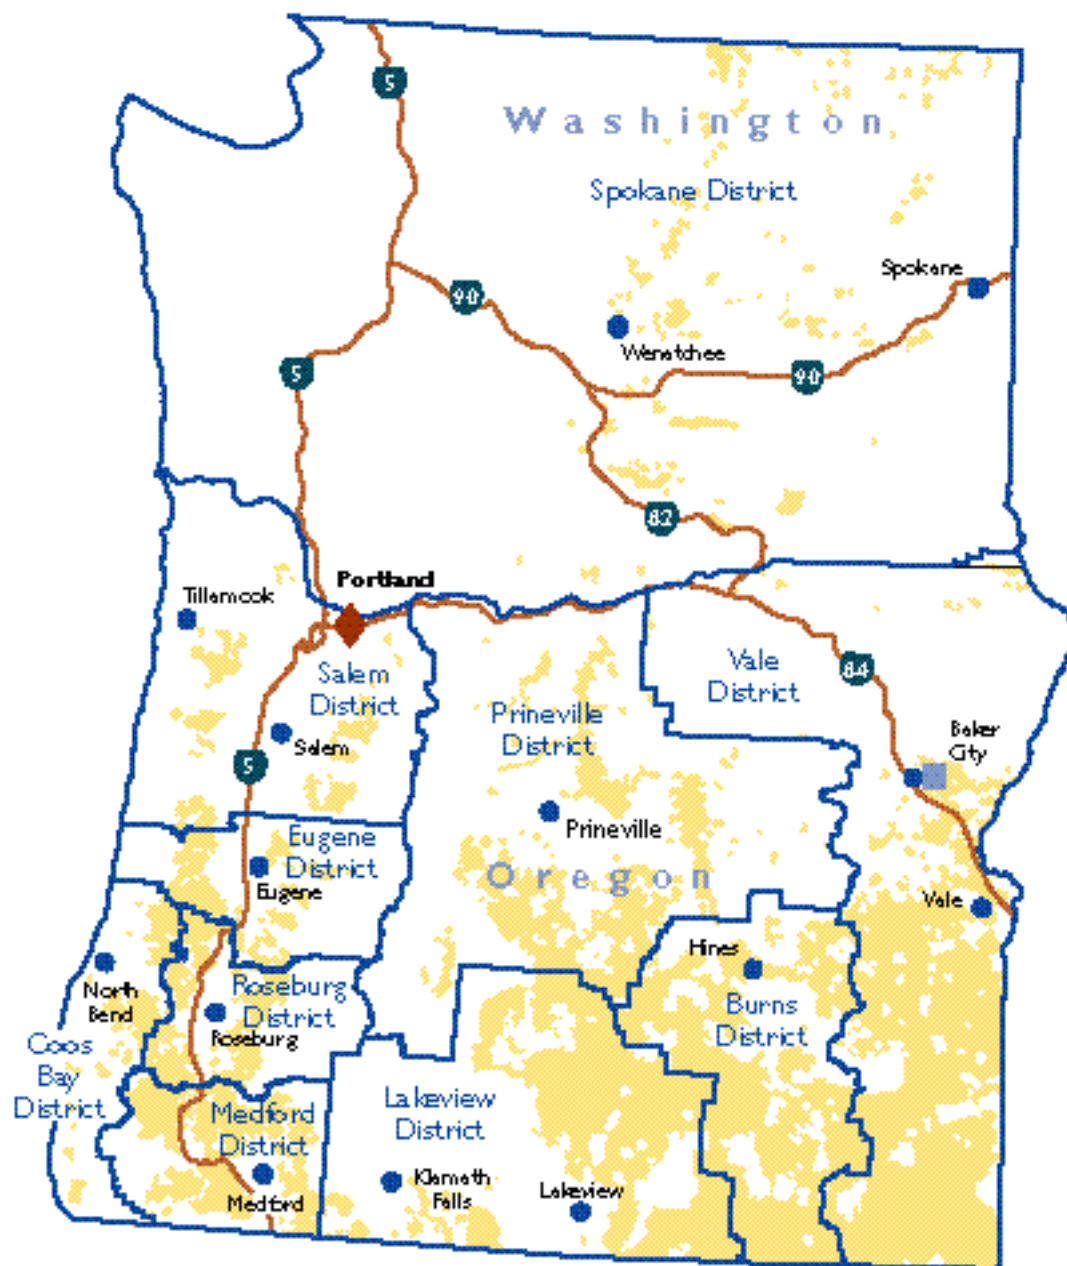 5
Washington
Spokane District
Spokane
90
Wenatchee
5
90
82
Portland
Tillamook
Salem
District
Vale
District
84
Prineville
District
Baker
City
Salem
5
Prineville
Eugene
District
Oregon
Eugene
Vale
Hines
North
Bend
Roseburg
District
Burns
District
Roseburg
Coos
Bay
District
Medford
District
Lakeview
District
Klamath
Falls
Lakeview
Medford